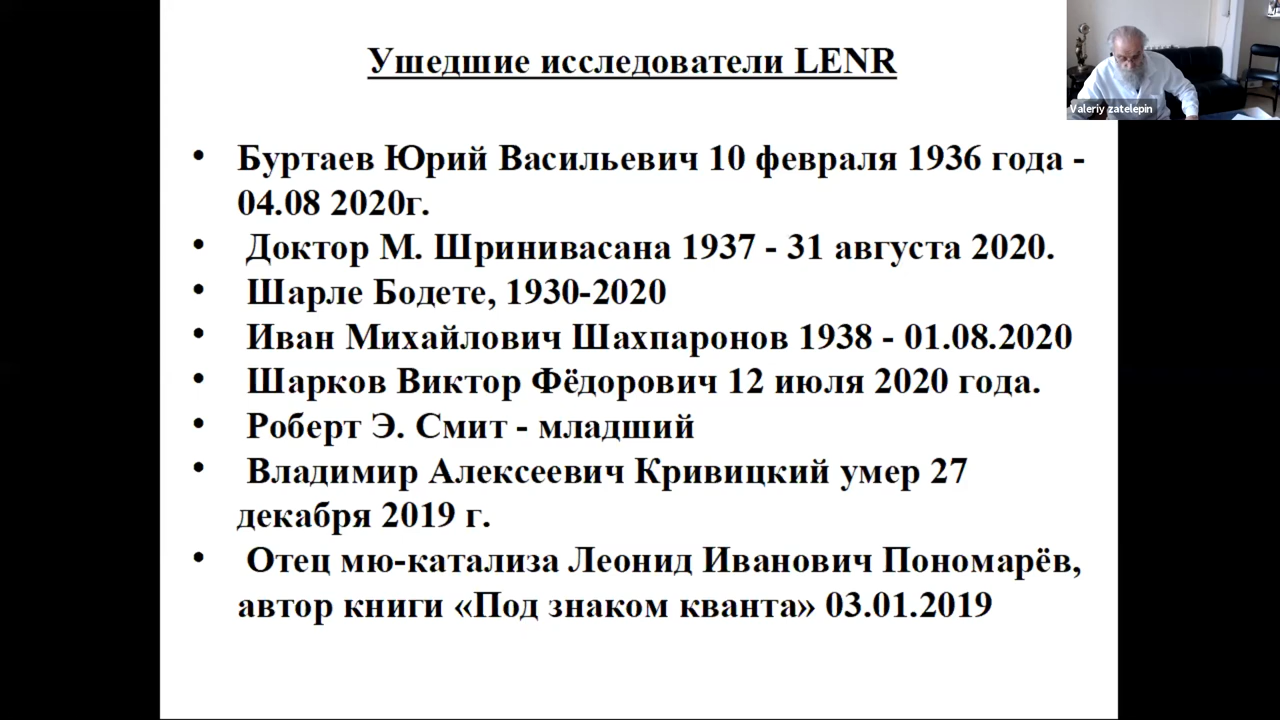 Ушедшие исследователи LENR
Valeriy zatelepin
• Буртаев Юрий Васильевич 10 февраля 1936 года -
04.08 2020г.
• Доктор М. Шринивасана 1937 - 31 августа 2020.
• Шарле Бодете, 1930-2020
• Иван Михайлович Шахпаронов 1938 - 01.08.2020
• Шарков Виктор Фёдорович 12 июля 2020 года.
• Роберт Э. Смит - младший
• Владимир Алексеевич Кривицкий умер 27
декабря 2019 г.
• Отец мю-катализа Леонид Иванович Пономарёв,
автор книги «Под знаком кванта» 03.01.2019